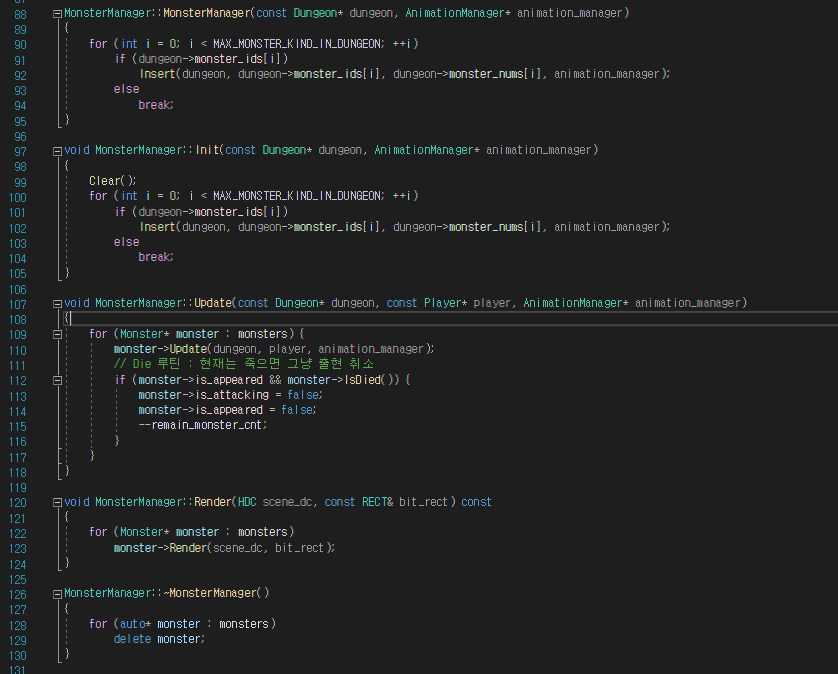 88 MonsterManager::MonsterManager(const Dungeon* dungeon, AnimationManager* animation_manager)
89 {
90 for (int i = 0; i < MAX_MONSTER_KIND_IN_DUNGEON; ++i)
91 if (dungeon->monster_ids[i])
92 Insert(dungeon, dungeon->monster_ids[i], dungeon->monster_nums[i], animation_manager);
93 else
94 break;
95 }
96
97 void MonsterManager::Init(const Dungeon* dungeon, AnimationManager* animation_manager)
98 {
99 Clear();
100 for (int i = 0; i < MAX_MONSTER_KIND_IN_DUNGEON; ++i)
101 if (dungeon->monster_ids[i])
102 Insert(dungeon, dungeon->monster_ids[i], dungeon->monster_nums[i], animation_manager);
103 else
104 break;
105 }
106
107 void MonsterManager::Update(const Dungeon* dungeon, const Player* player, AnimationManager* animation_manager)
108 {
109 for (Monster* monster : monsters) {
110 monster->Update(dungeon, player, animation_manager);
111 // Die 루틴 : 현재는 죽으면 그냥 출현 취소
112 if (monster->is_appeared && monster->IsDied()) {
113 monster->is_attacking = false;
114 monster->is_appeared = false;
115 --remain_monster_cnt;
116 }
117 }
118 }
119
120 void MonsterManager::Render(HDC scene_dc, const RECT& bit_rect) const
121 {
122 for (Monster* monster : monsters)
123 monster->Render(scene_dc, bit_rect);
124 }
125
126 MonsterManager::~MonsterManager()
127 {
128 for (auto* monster : monsters)
129 delete monster;
130 }
131